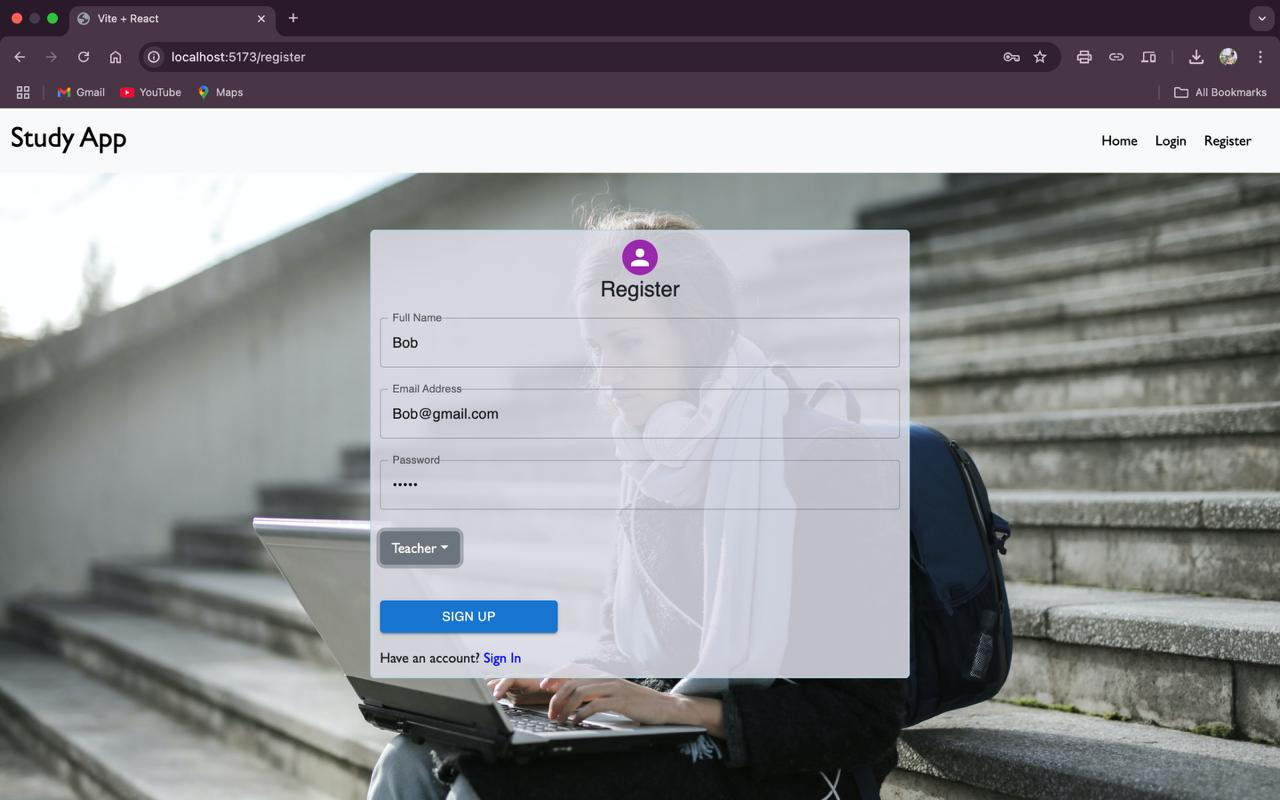 Vite + React
localhost:5173/register
Gmail
YouTube
Maps
All Bookmarks
Study App
Home
Login
Register
Register
Full Name
Bob
Email Address
Bob@gmail.com
Password
•••••
Teacher
SIGN UP
Have an account? Sign In